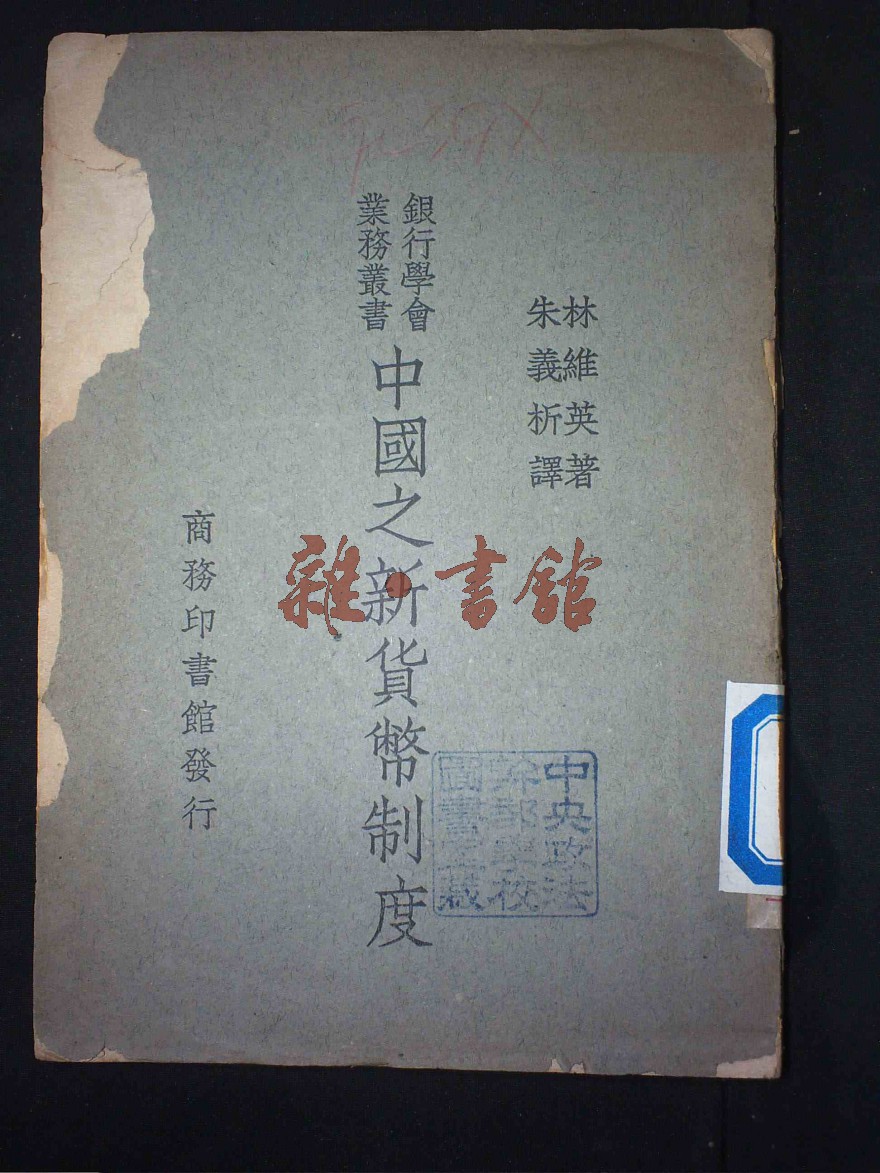 林維英著
朱義析譯
銀行學會
業務叢書
中國之新貨幣制度
商務印書館發行
雜·書館
中央政法
幹部學校
圖書室藏